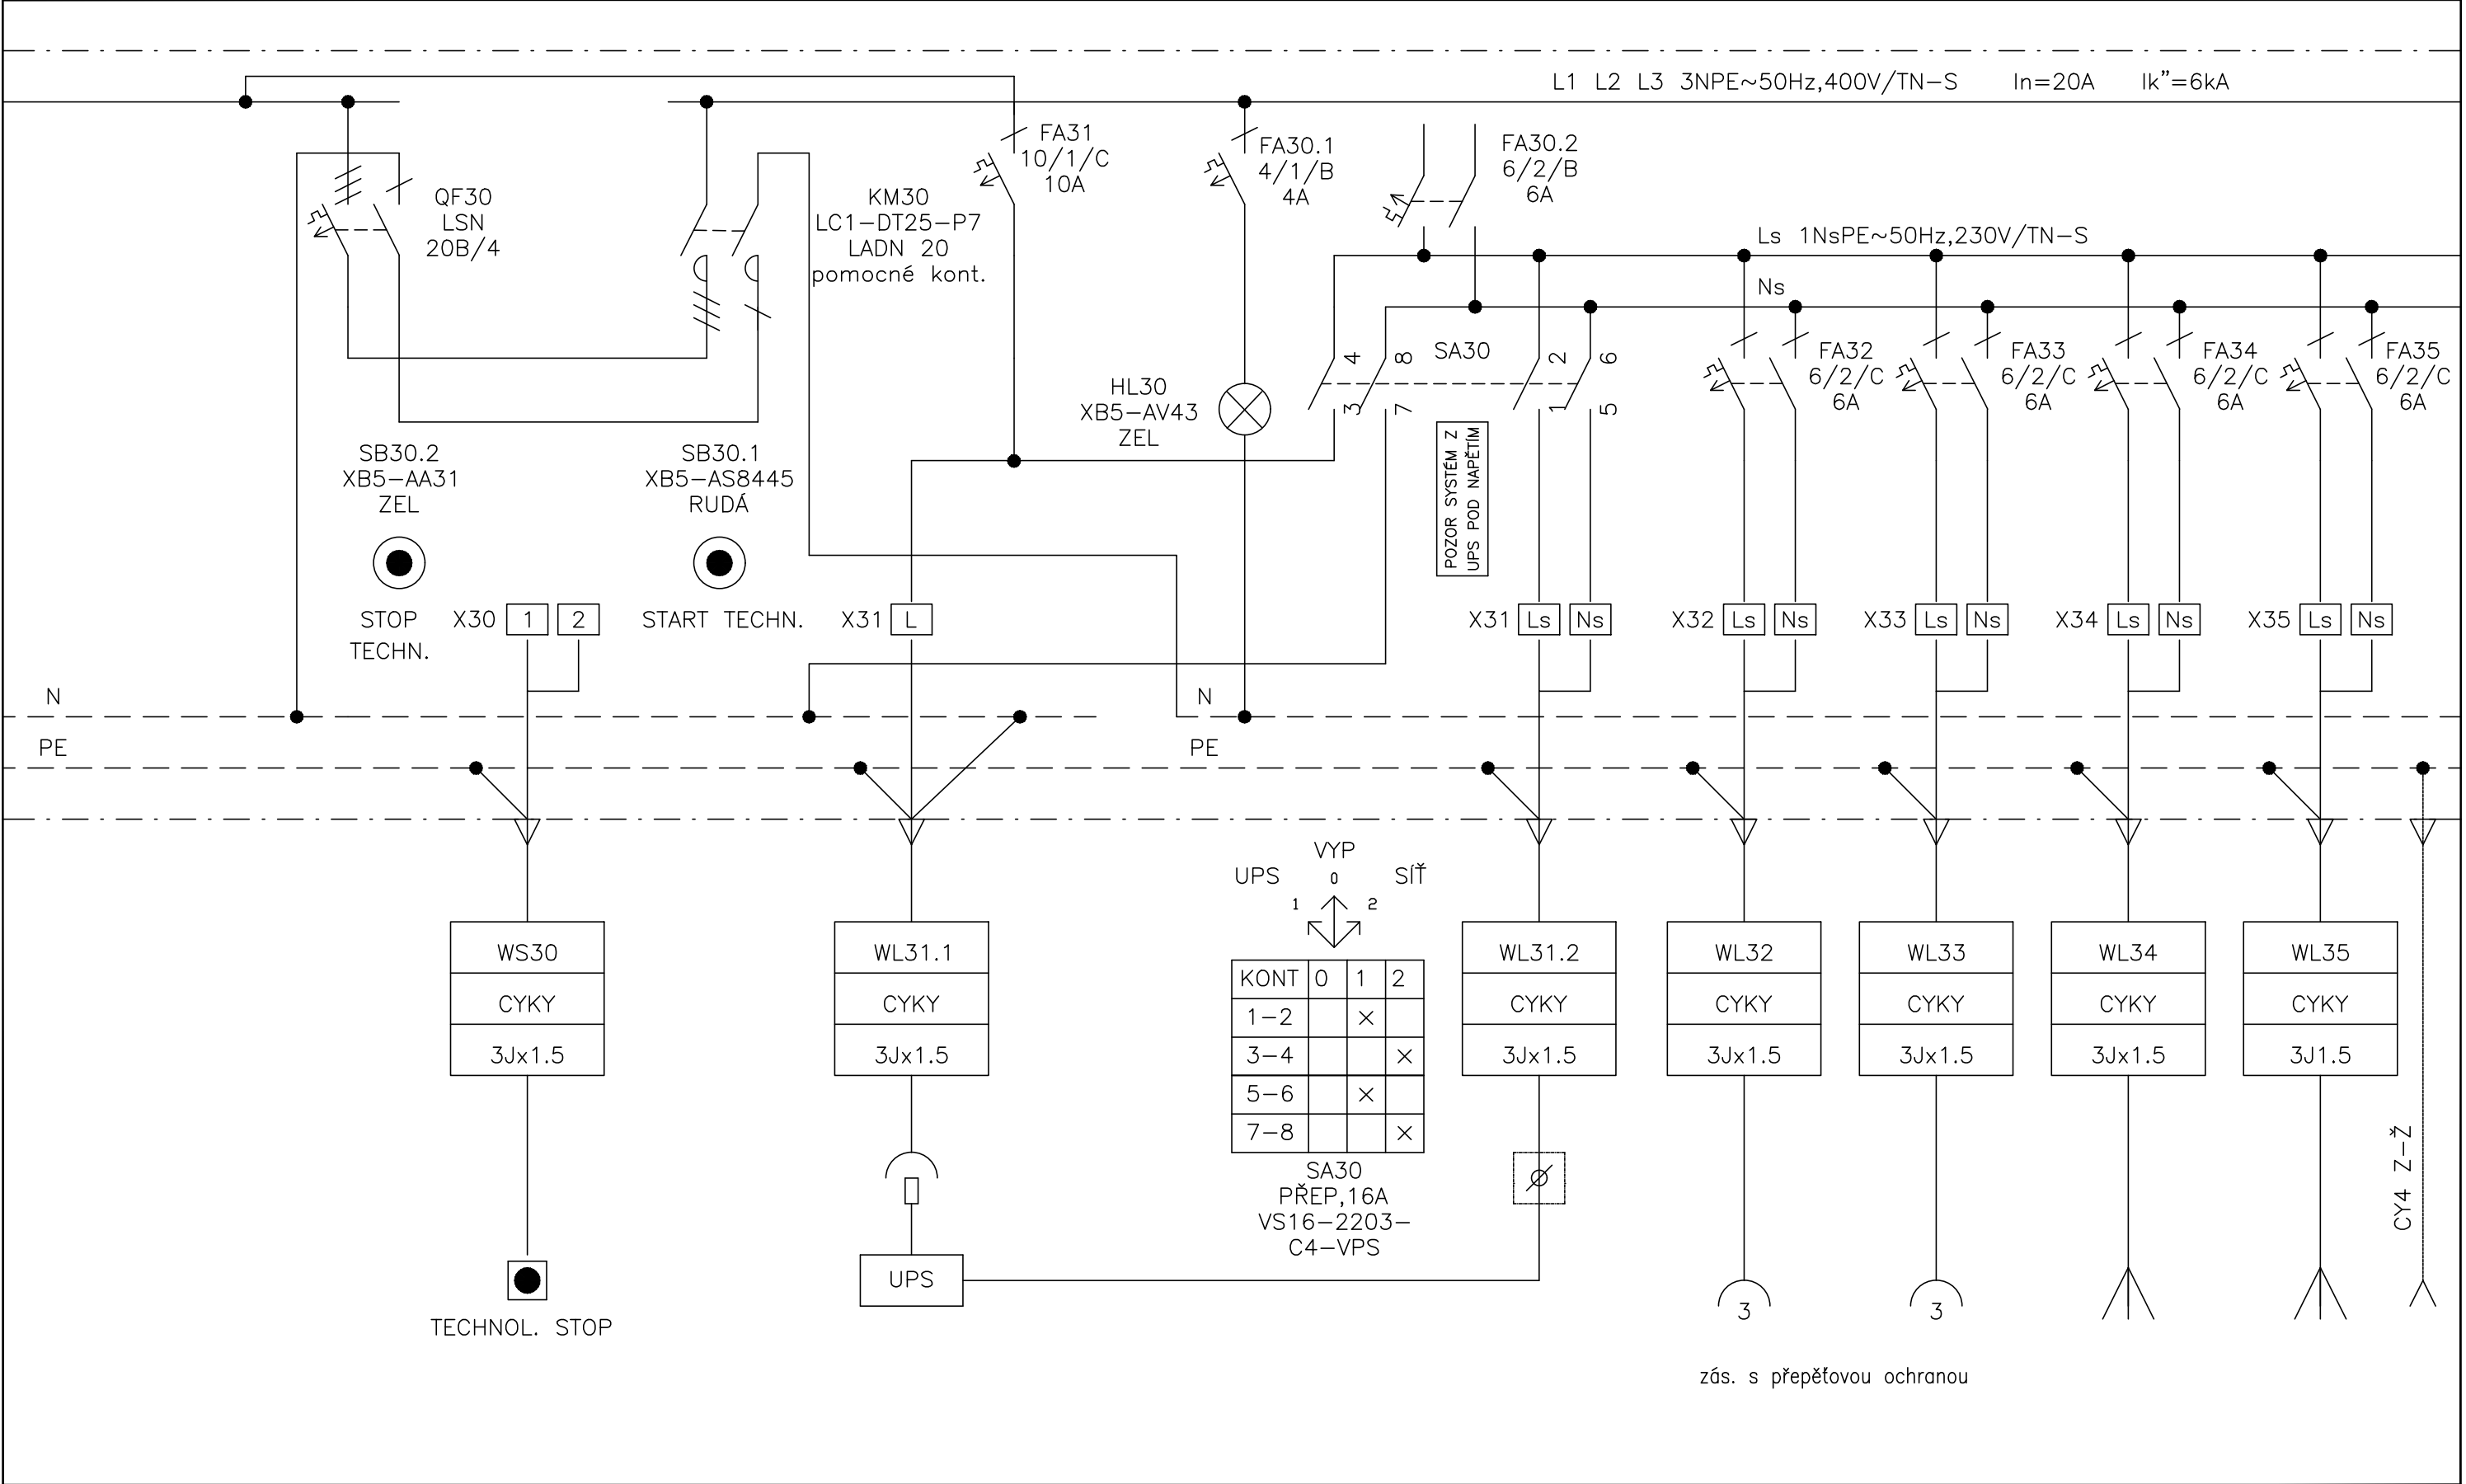 L1 L2 L3 3NPE~50Hz,400V/TN-S In=20A Ik"=6kA
QF30
LSN
20B/4
KM30
LC1-DT25-P7
LADN 20
pomocné kont.
FA31
10/1/C
10A
FA30.1
4/1/B
4A
FA30.2
6/2/B
6A
Ls 1NsPE~50Hz,230V/TN-S
Ns
4
3
8
7
SA30
2
1
6
5
FA32
6/2/C
6A
FA33
6/2/C
6A
FA34
6/2/C
6A
FA35
6/2/C
6A
HL30
XB5-AV43
ZEL
POZOR SYSTÉM Z
UPS POD NAPĚTÍM
SB30.2
XB5-AA31
ZEL
STOP
TECHN.
SB30.1
XB5-AS8445
RUDÁ
START TECHN.
X30 1 2
X31 L
X31 Ls Ns
X32 Ls Ns
X33 Ls Ns
X34 Ls Ns
X35 Ls Ns
N
PE
N
PE
WS30
CYKY
3Jx1.5
TECHNOL. STOP
WL31.1
CYKY
3Jx1.5
UPS
VYP
UPS 0 SÍŤ
1 2
KONT 0 1 2
1-2 ×
3-4 ×
5-6 ×
7-8 ×
SA30
PŘEP,16A
VS16-2203-
C4-VPS
WL31.2
CYKY
3Jx1.5
WL32
CYKY
3Jx1.5
3
WL33
CYKY
3Jx1.5
3
WL34
CYKY
3Jx1.5
WL35
CYKY
3J1.5
CY4 Z-Ž
zás. s přepěťovou ochranou